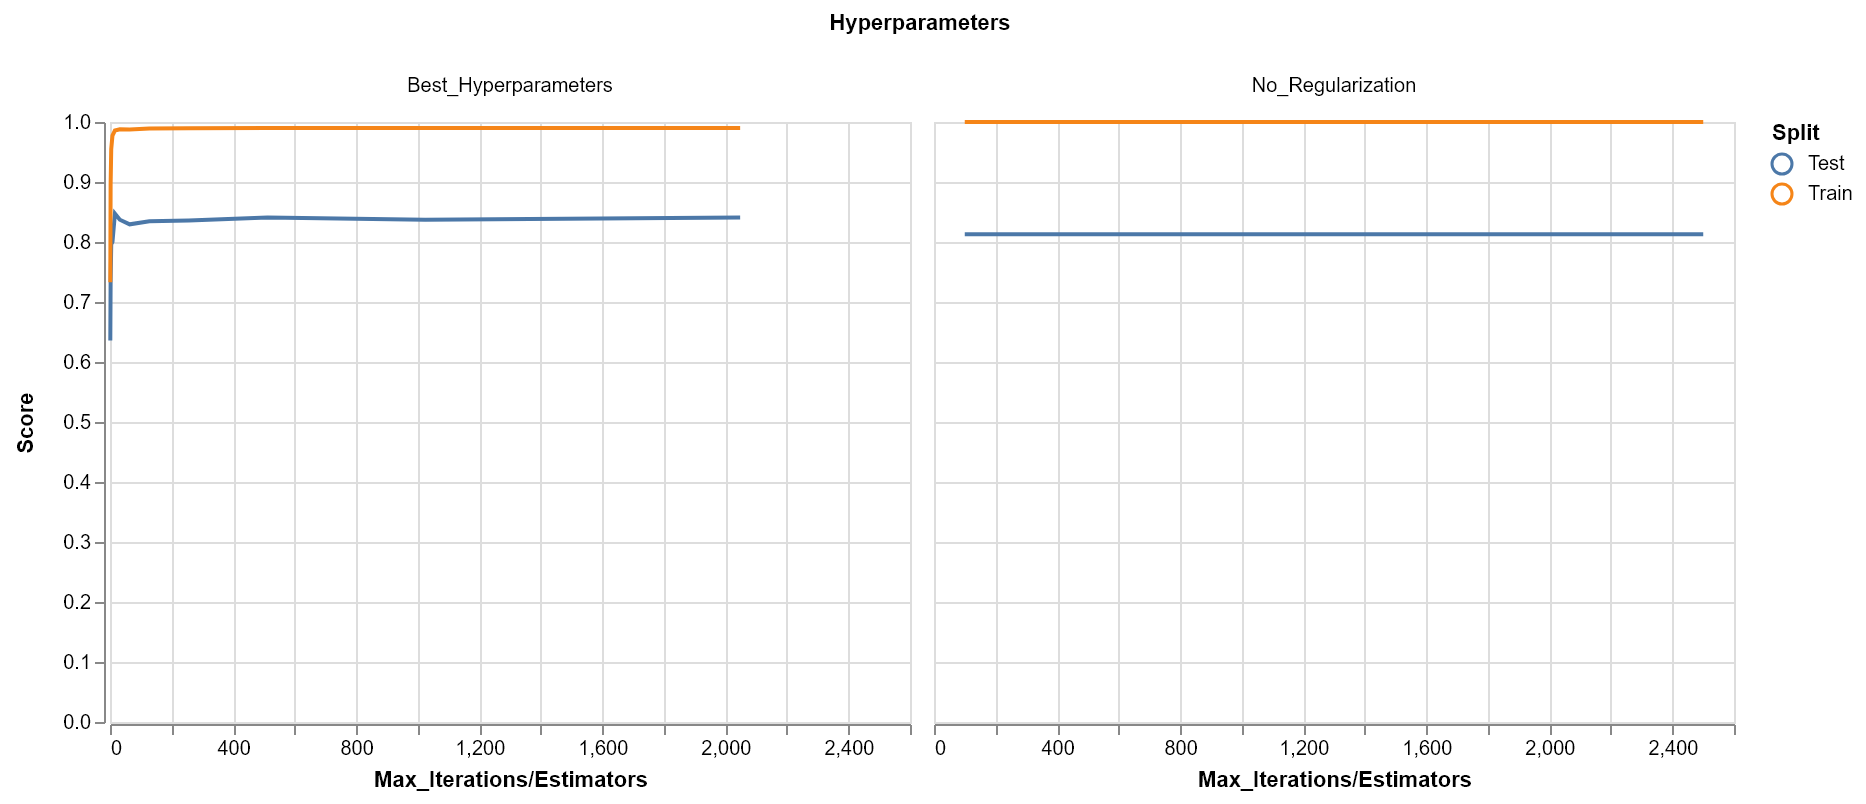 Hyperparameters
Best_Hyperparameters
No_Regularization
Split
Test
Train
Score
1.0
0.9
0.8
0.7
0.6
0.5
0.4
0.3
0.2
0.1
0.0
0 400 800 1,200 1,600 2,000 2,400
0 400 800 1,200 1,600 2,000 2,400
Max_Iterations/Estimators
Max_Iterations/Estimators